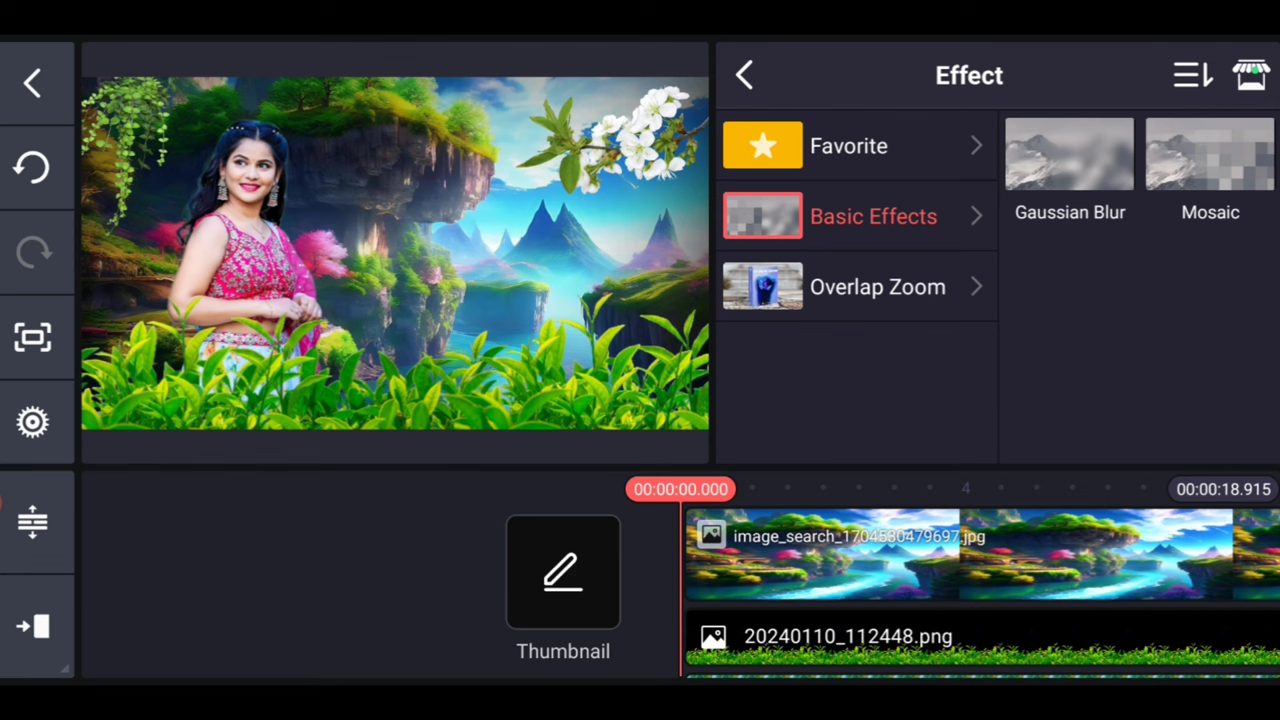 Effect
Favorite
Basic Effects
Overlap Zoom
Gaussian Blur
Mosaic
00:00:00.000
4
00:00:18.915
image_search_1704580479697.jpg
20240110_112448.png
Thumbnail